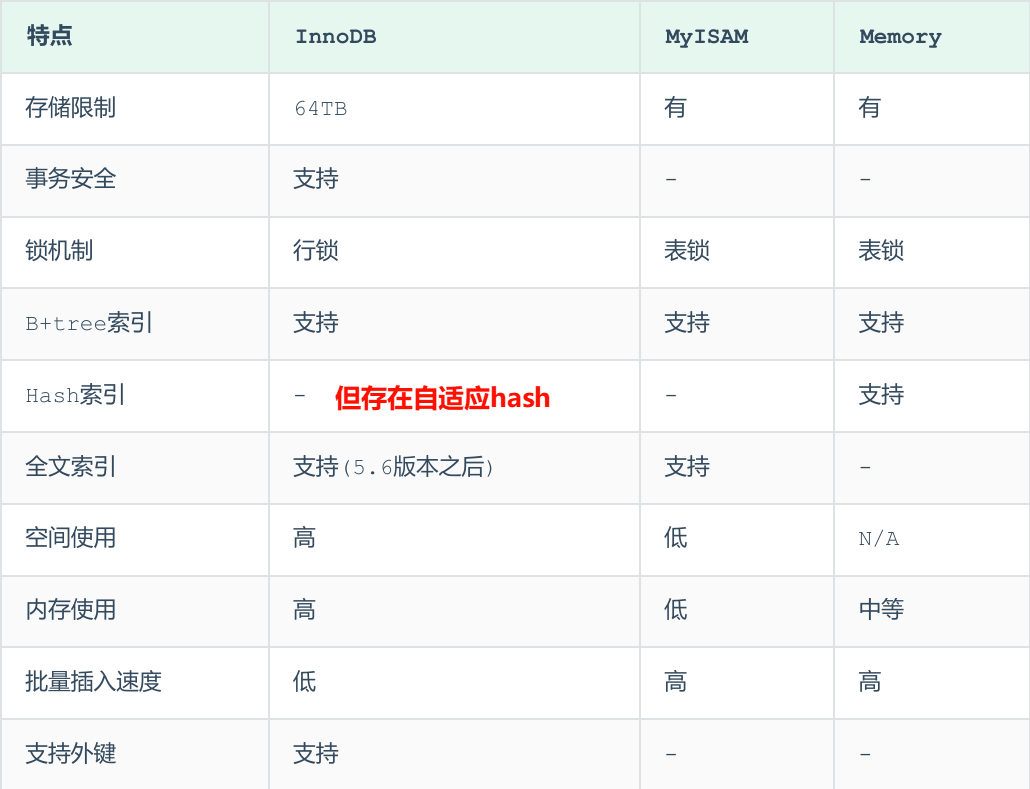 特点 InnoDB MyISAM Memory
存储限制 64TB 有 有
事务安全 支持 - -
锁机制 行锁 表锁 表锁
B+tree索引 支持 支持 支持
Hash索引 - 但存在自适应hash - 支持
全文索引 支持(5.6版本之后) 支持 -
空间使用 高 低 N/A
内存使用 高 低 中等
批量插入速度 低 高 高
支持外键 支持 - -